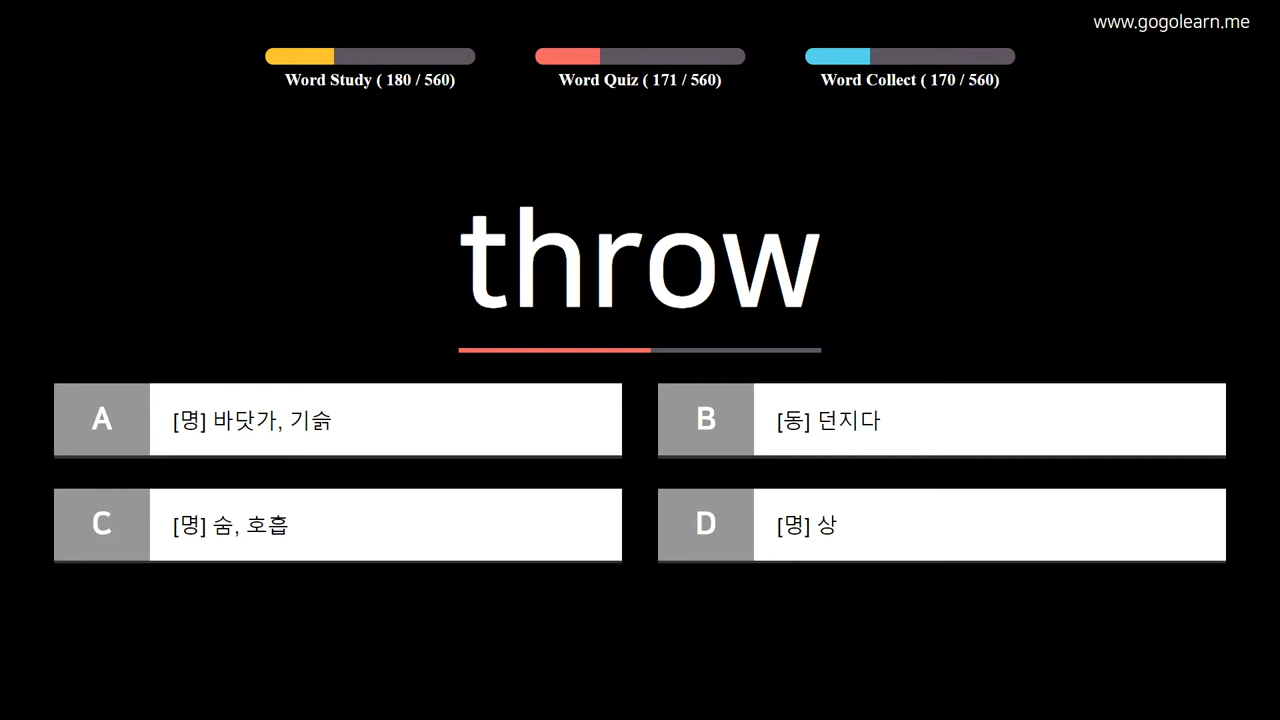 www.gogolearn.me
Word Study ( 180 / 560)
Word Quiz ( 171 / 560)
Word Collect ( 170 / 560)
throw
A
[명] 바닷가, 기슭
B
[동] 던지다
C
[명] 숨, 호흡
D
[명] 상